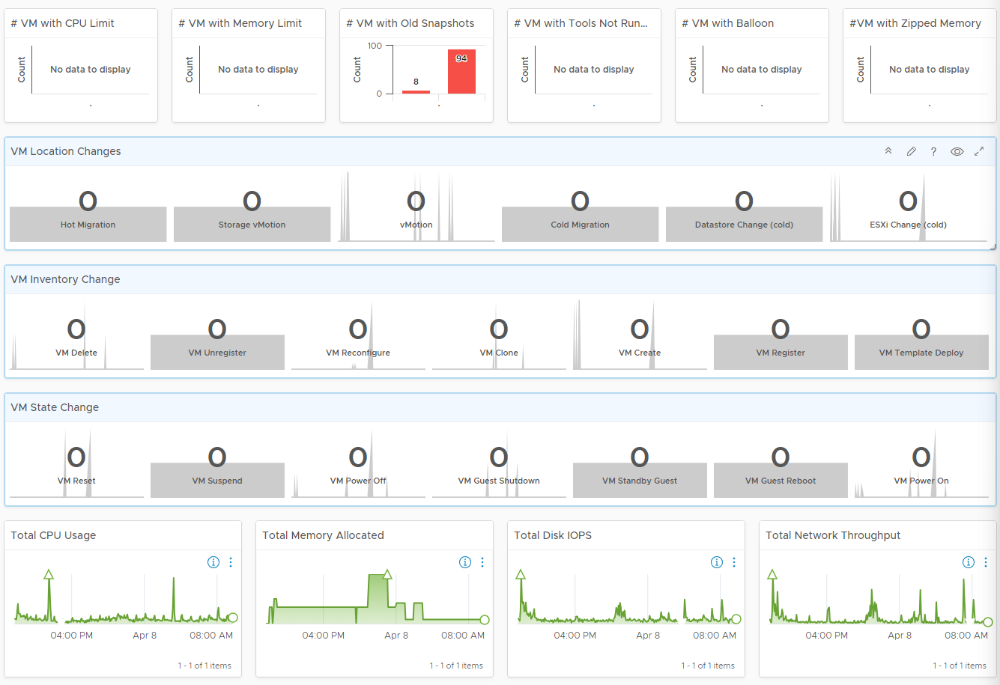 # VM with CPU Limit
# VM with Memory Limit
# VM with Old Snapshots
# VM with Tools Not Run...
# VM with Balloon
#VM with Zipped Memory
Count
No data to display
.
Count
No data to display
.
Count
100
0
8
94
.
Count
No data to display
.
Count
No data to display
.
Count
No data to display
.
VM Location Changes
?
0
Hot Migration
0
Storage vMotion
0
vMotion
0
Cold Migration
0
Datastore Change (cold)
0
ESXi Change (cold)
VM Inventory Change
0
VM Delete
0
VM Unregister
0
VM Reconfigure
0
VM Clone
0
VM Create
0
VM Register
0
VM Template Deploy
VM State Change
0
VM Reset
0
VM Suspend
0
VM Power Off
0
VM Guest Shutdown
0
VM Standby Guest
0
VM Guest Reboot
0
VM Power On
Total CPU Usage
04:00 PM Apr 8 08:00 AM
1 - 1 of 1 items
Total Memory Allocated
04:00 PM Apr 8 08:00 AM
1 - 1 of 1 items
Total Disk IOPS
04:00 PM Apr 8 08:00 AM
1 - 1 of 1 items
Total Network Throughput
04:00 PM Apr 8 08:00 AM
1 - 1 of 1 items